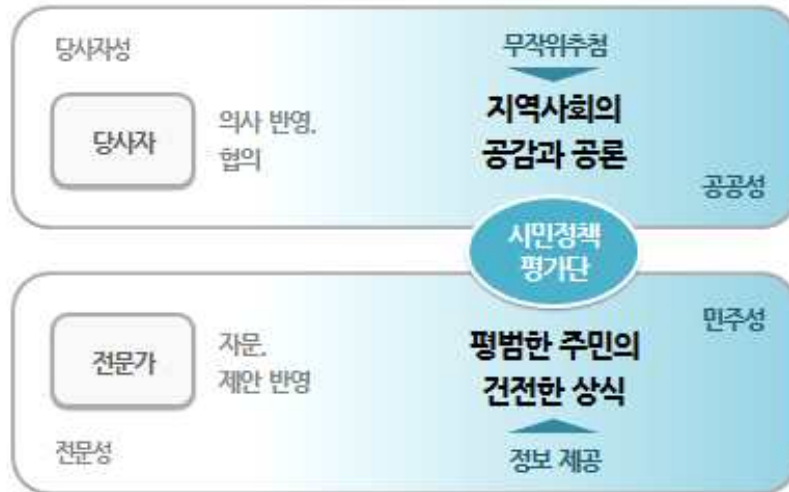 당사자성
당사자
의사 반영,
협의
무작위추첨
지역사회의
공감과 공론
공공성
시민정책
평가단
전문가
자문,
제안 반영
전문성
민주성
평범한 주민의
건전한 상식
정보 제공